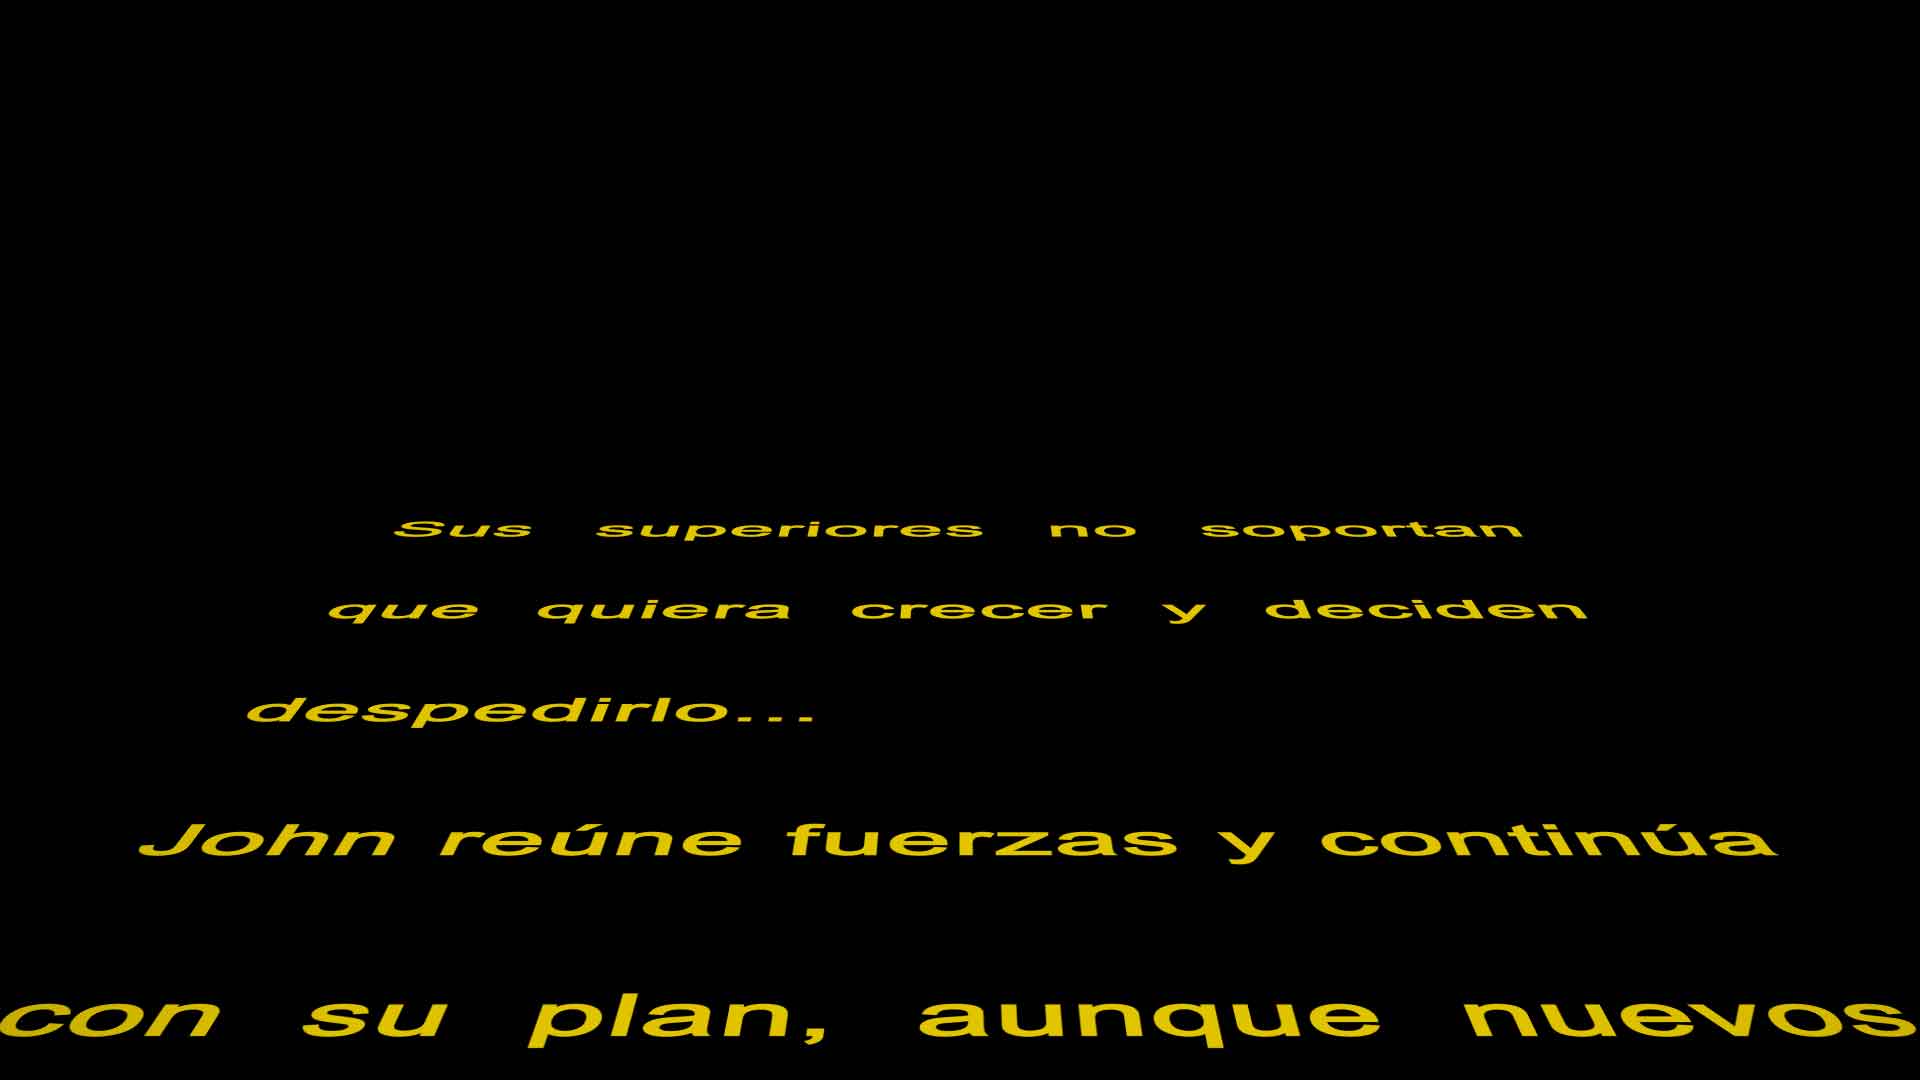 Sus superiores no soportan
que quiera crecer y deciden
despedirlo...
John reúne fuerzas y continúa
con su plan, aunque nuevos